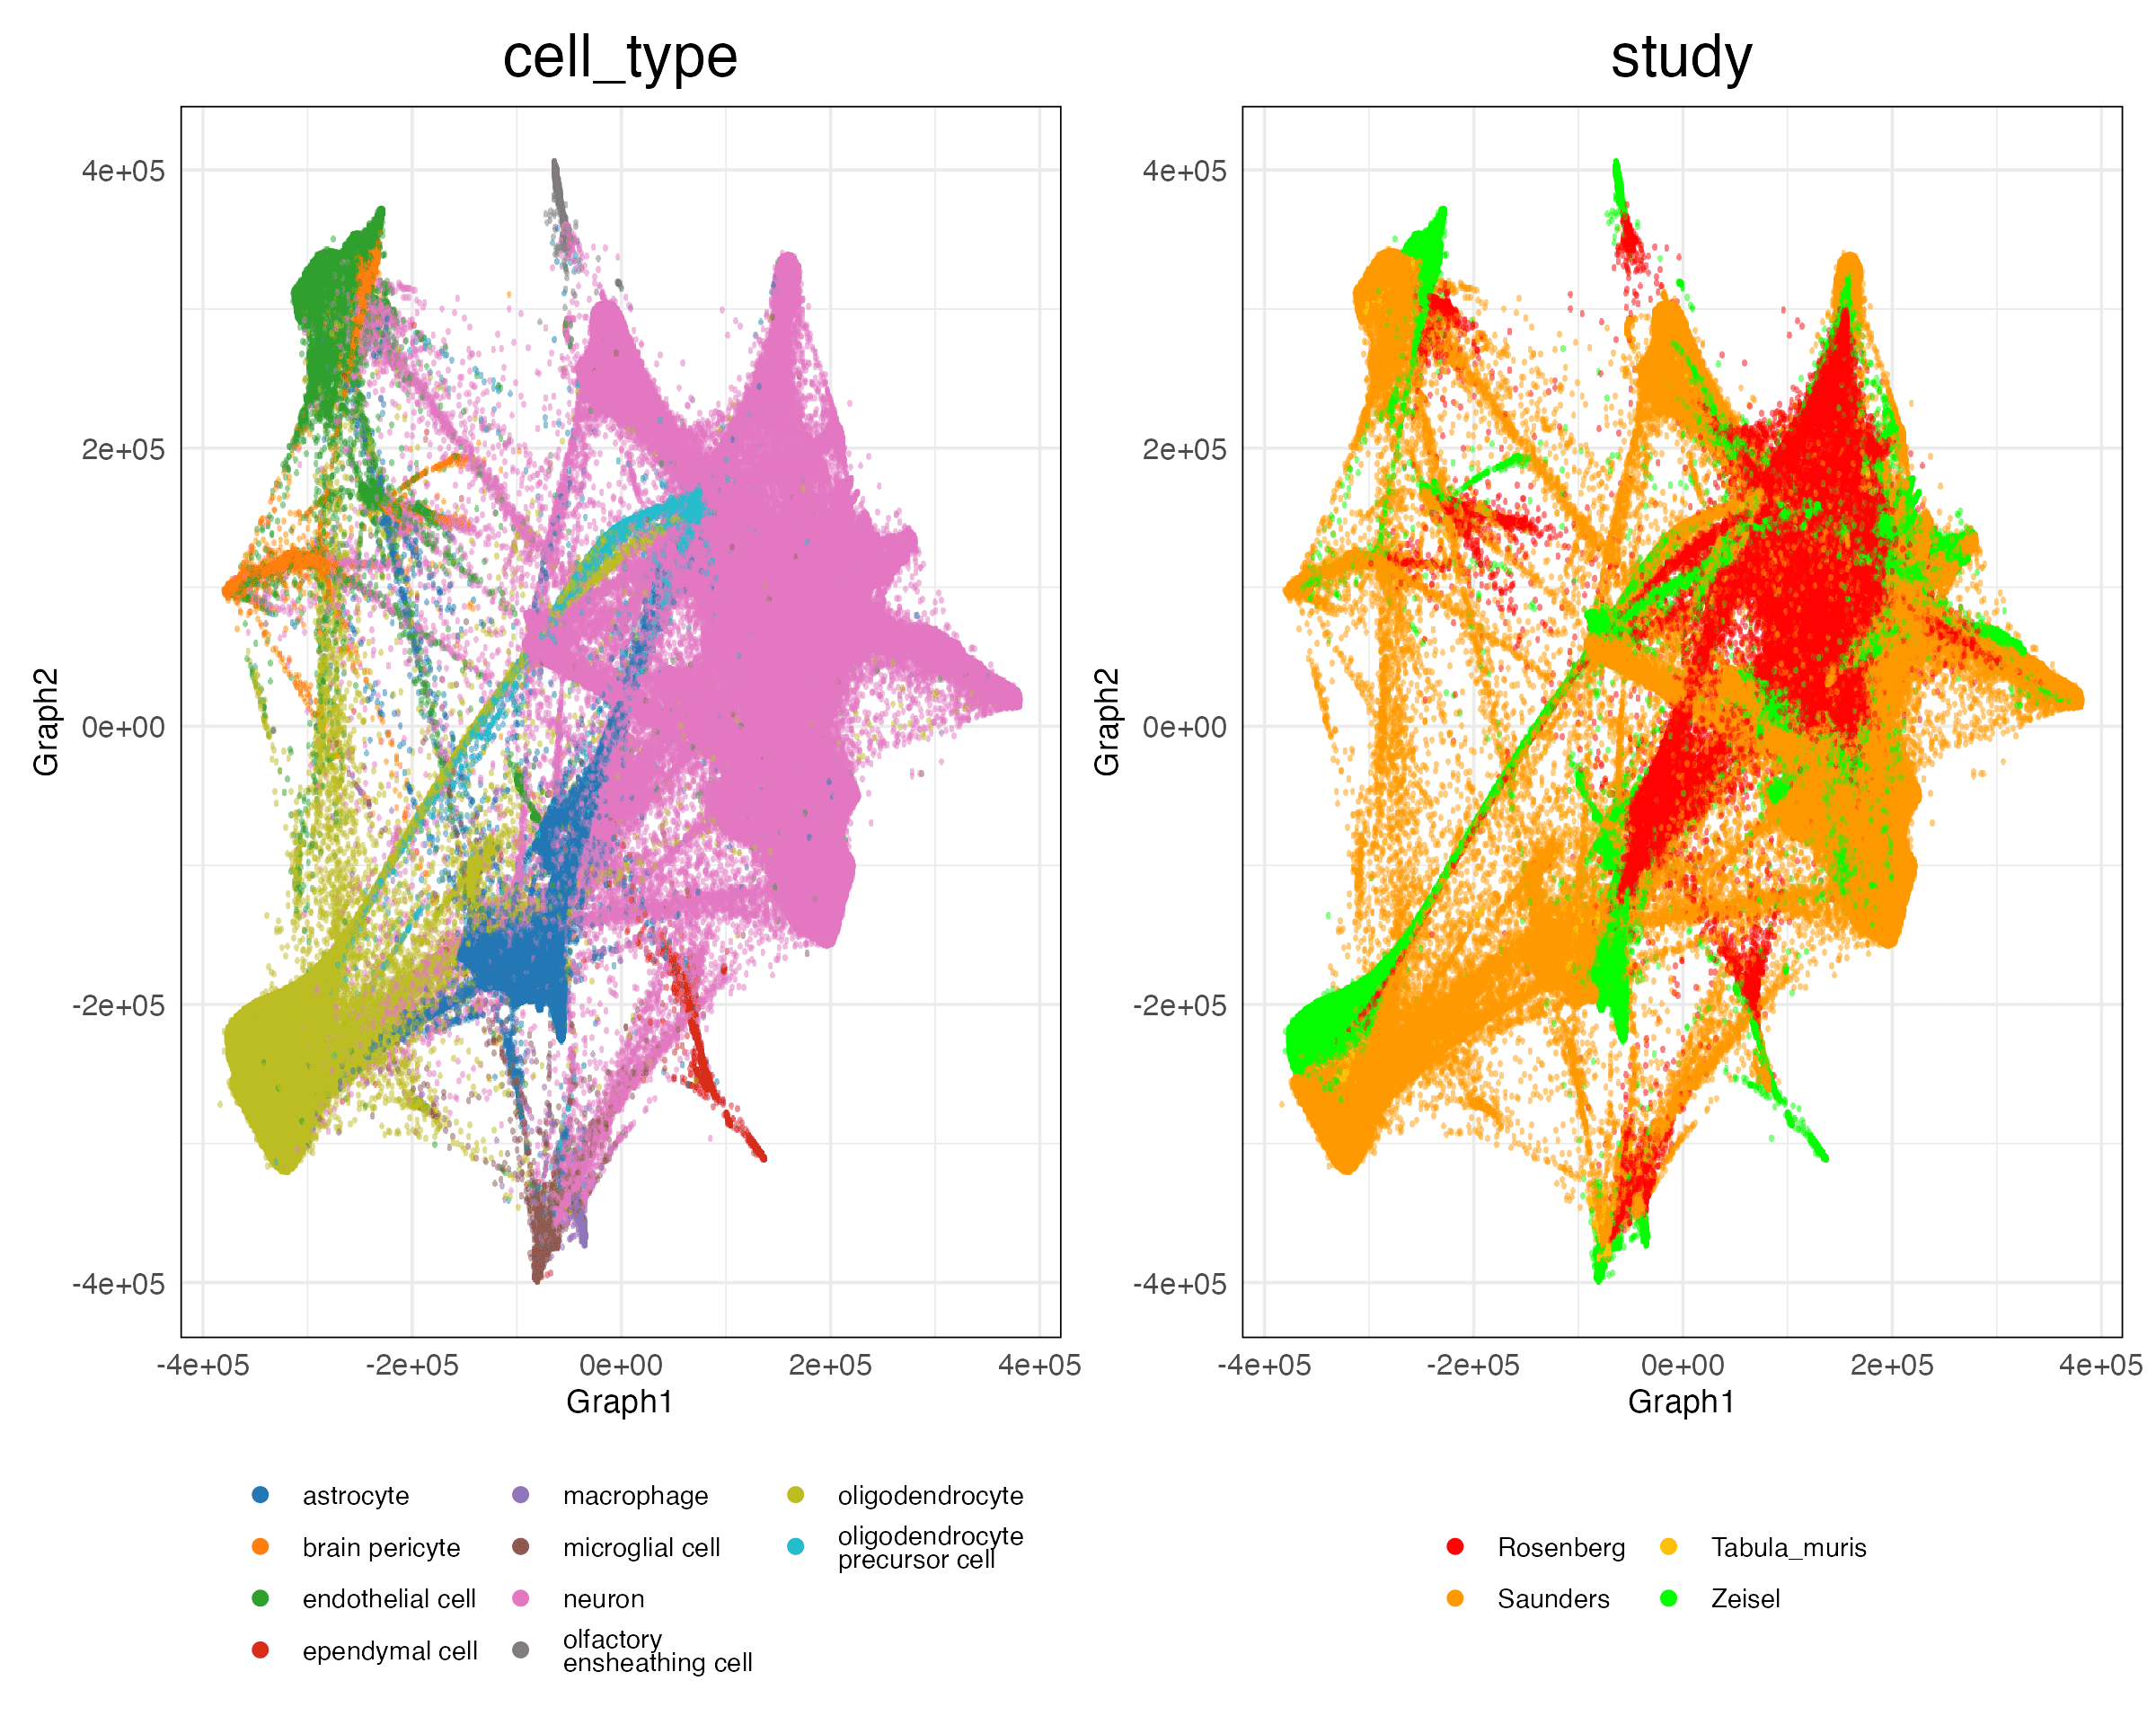 cell_type
study
4e+05
2e+05
0e+00
-2e+05
-4e+05
Graph2
-4e+05
-2e+05
0e+00
2e+05
4e+05
Graph1
4e+05
2e+05
0e+00
-2e+05
-4e+05
Graph2
-4e+05
-2e+05
0e+00
2e+05
4e+05
Graph1
astrocyte
brain pericyte
endothelial cell
ependymal cell
macrophage
microglial cell
neuron
olfactory
ensheathing cell
oligodendrocyte
oligodendrocyte
precursor cell
Rosenberg
Saunders
Tabula_muris
Zeisel